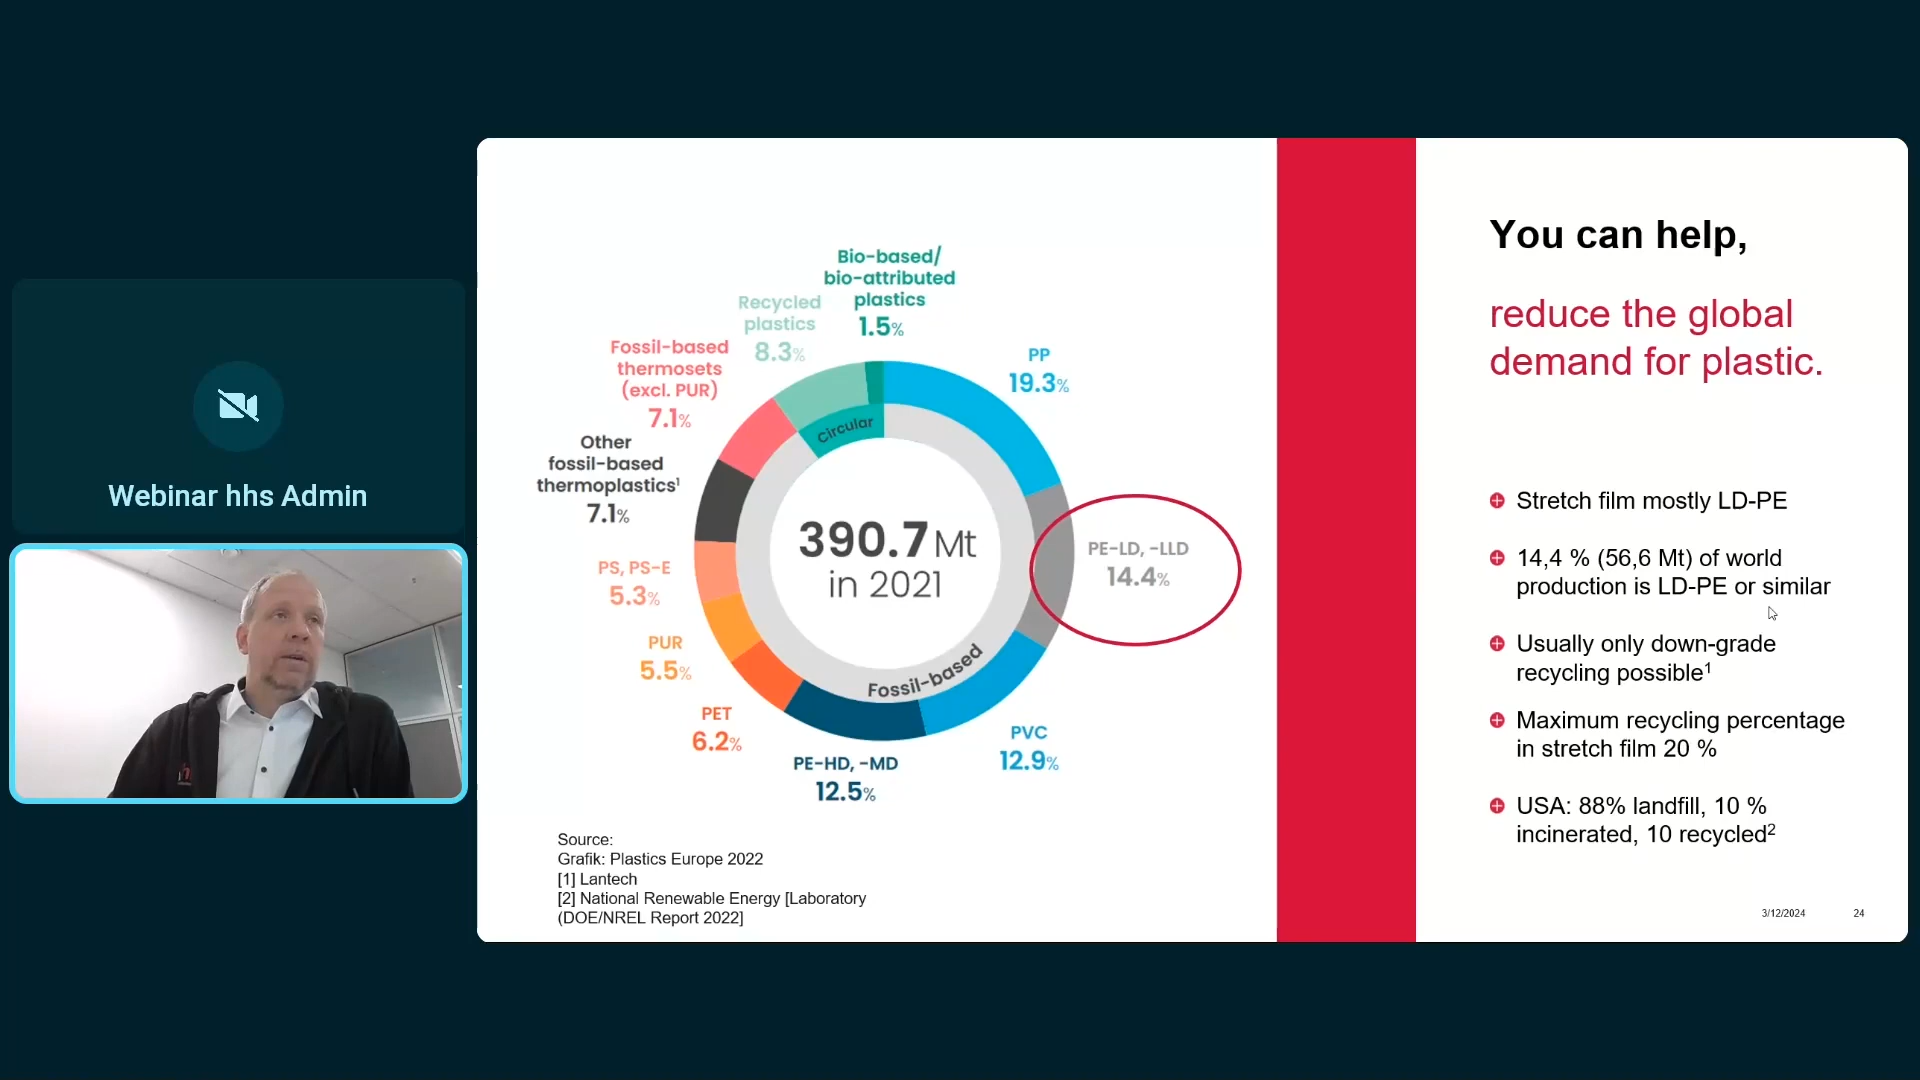 Webinar hhs Admin
Bio-based/
bio-attributed
plastics
1.5%
Recycled
plastics
8.3%
Fossil-based
thermosets
(excl. PUR)
7.1%
Other
fossil-based
thermoplastics¹
7.1%
PS, PS-E
5.3%
PUR
5.5%
PET
6.2%
PE-HD, -MD
12.5%
PVC
12.9%
PE-LD, -LLD
14.4%
PP
19.3%
Circular
390.7 Mt
in 2021
Fossil-based
Source:
Grafik: Plastics Europe 2022
[1] Lantech
[2] National Renewable Energy [Laboratory
(DOE/NREL Report 2022]
You can help,
reduce the global
demand for plastic.
Stretch film mostly LD-PE
14,4 % (56,6 Mt) of world
production is LD-PE or similar
Usually only down-grade
recycling possible¹
Maximum recycling percentage
in stretch film 20 %
USA: 88% landfill, 10 %
incinerated, 10 recycled²
3/12/2024
24